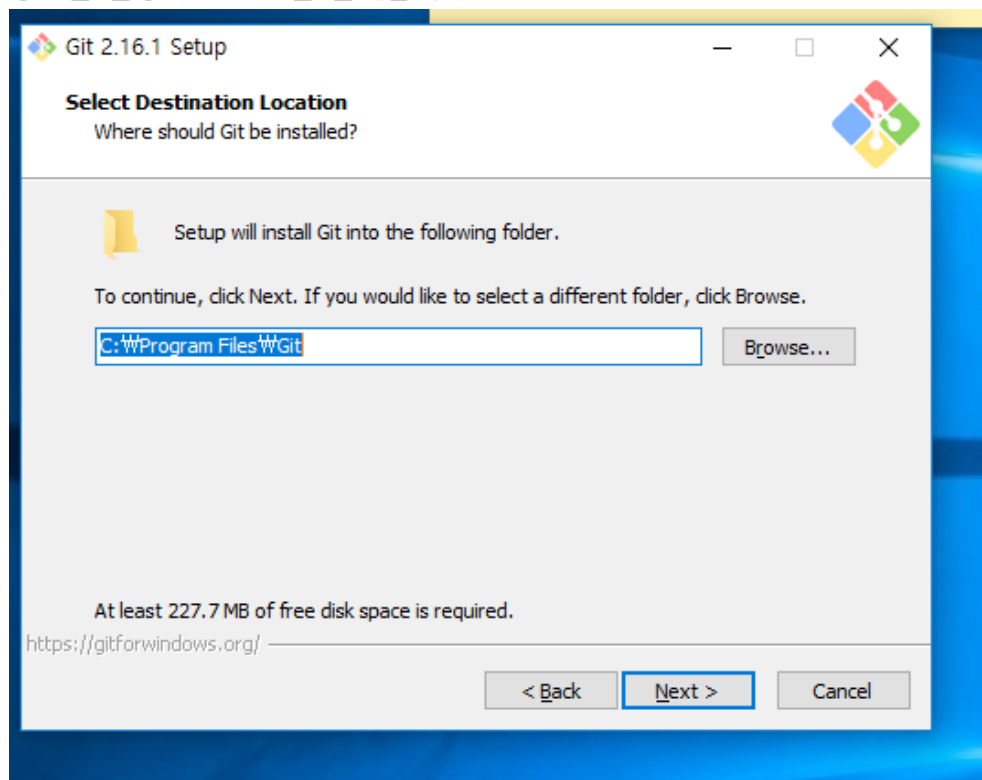 Git 2.16.1 Setup
Select Destination Location
Where should Git be installed?
Setup will install Git into the following folder.
To continue, click Next. If you would like to select a different folder, click Browse.
C:₩Program Files₩Git
Browse...
At least 227.7 MB of free disk space is required.
https://gitforwindows.org/
< Back
Next >
Cancel